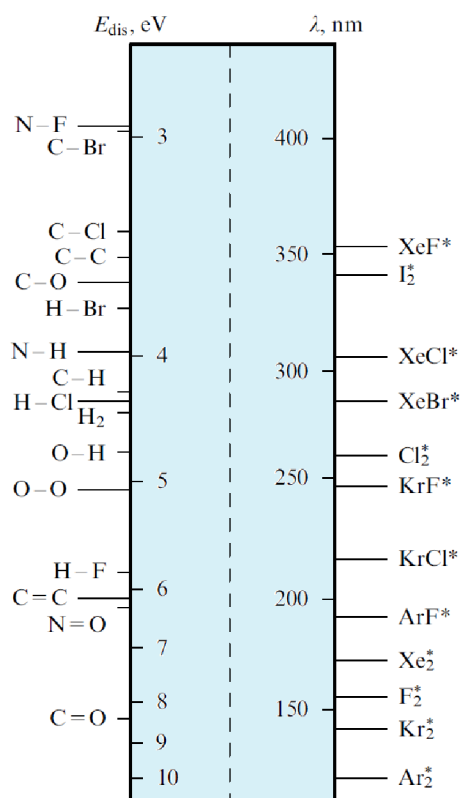 E_dis, eV λ, nm
N–F
C–Br
3
400
C–Cl
C–C
XeF*
350
C–O
I₂*
H–Br
N–H
4
XeCl*
300
C–H
H–Cl
XeBr*
H₂
O–H
Cl₂*
5
250
KrF*
O–O
H–F
KrCl*
6
C=C
200
N=O
ArF*
7
Xe₂*
8
F₂*
C=O
150
Kr₂*
9
10
Ar₂*